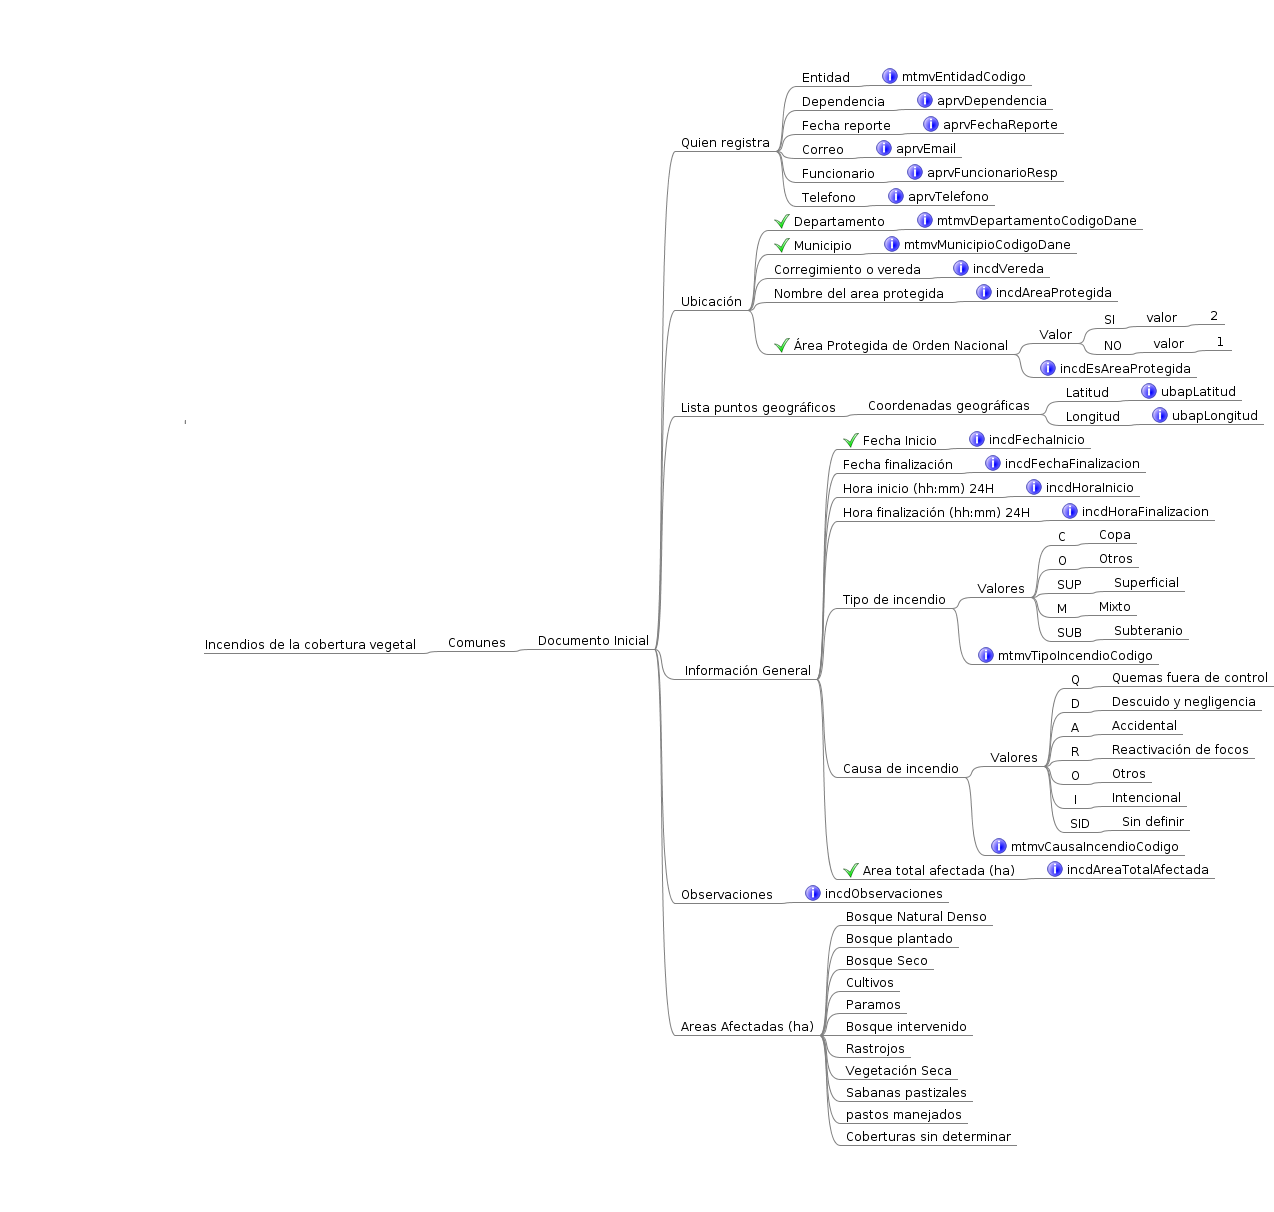 Incendios de la cobertura vegetal
Comunes
Documento Inicial
Quien registra
Entidad mtmvEntidadCodigo
Dependencia aprvDependencia
Fecha reporte aprvFechaReporte
Correo aprvEmail
Funcionario aprvFuncionarioResp
Telefono aprvTelefono
Ubicación
Departamento mtmvDepartamentoCodigoDane
Municipio mtmvMunicipioCodigoDane
Corregimiento o vereda incdVereda
Nombre del area protegida incdAreaProtegida
Área Protegida de Orden Nacional
Valor
SI valor 2
NO valor 1
incdEsAreaProtegida
Lista puntos geográficos
Coordenadas geográficas
Latitud ubapLatitud
Longitud ubapLongitud
Información General
Fecha Inicio incdFechaInicio
Fecha finalización incdFechaFinalizacion
Hora inicio (hh:mm) 24H incdHoraInicio
Hora finalización (hh:mm) 24H incdHoraFinalizacion
Tipo de incendio
Valores
C Copa
O Otros
SUP Superficial
M Mixto
SUB Subteranio
mtmvTipoIncendioCodigo
Causa de incendio
Valores
Q Quemas fuera de control
D Descuido y negligencia
A Accidental
R Reactivación de focos
O Otros
I Intencional
SID Sin definir
mtmvCausaIncendioCodigo
Area total afectada (ha) incdAreaTotalAfectada
Observaciones incdObservaciones
Areas Afectadas (ha)
Bosque Natural Denso
Bosque plantado
Bosque Seco
Cultivos
Paramos
Bosque intervenido
Rastrojos
Vegetación Seca
Sabanas pastizales
pastos manejados
Coberturas sin determinar